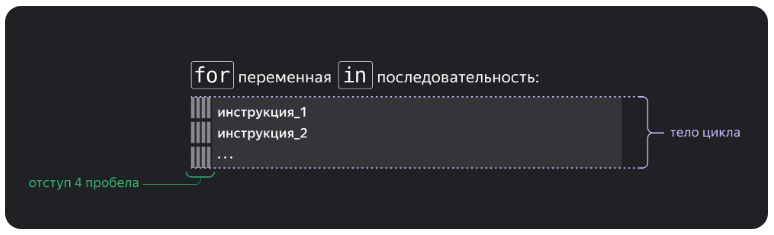 for переменная in последовательность:
инструкция_1
инструкция_2
...
тело цикла
отступ 4 пробела